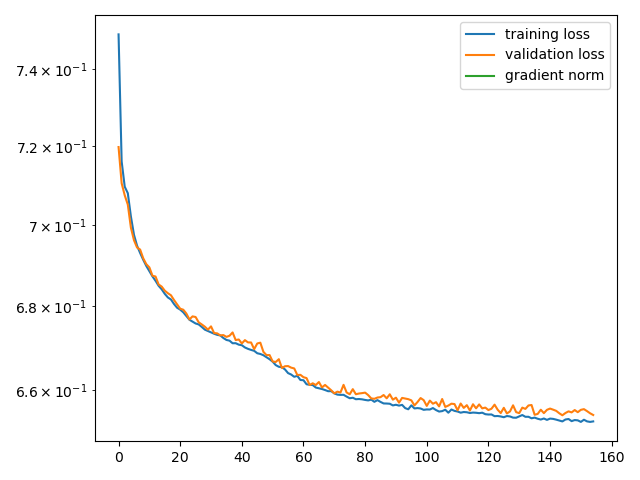 training loss
validation loss
gradient norm
7.4 × 10⁻¹
7.2 × 10⁻¹
7 × 10⁻¹
6.8 × 10⁻¹
6.6 × 10⁻¹
0 20 40 60 80 100 120 140 160